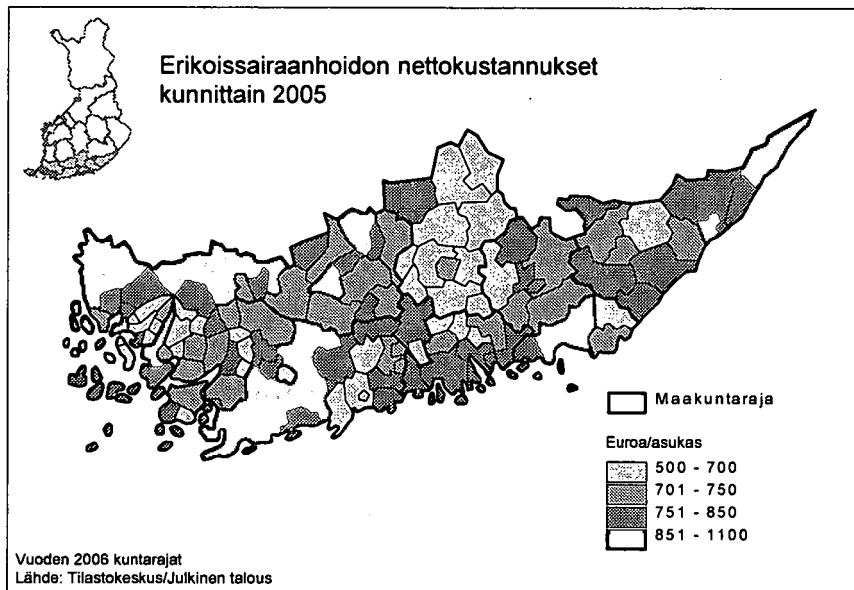 Erikoissairaanhoidon nettokustannukset
kunnittain 2005
Maakuntaraja
Euroa/asukas
500 - 700
701 - 750
751 - 850
851 - 1100
Vuoden 2006 kuntarajat
Lähde: Tilastokeskus/Julkinen talous